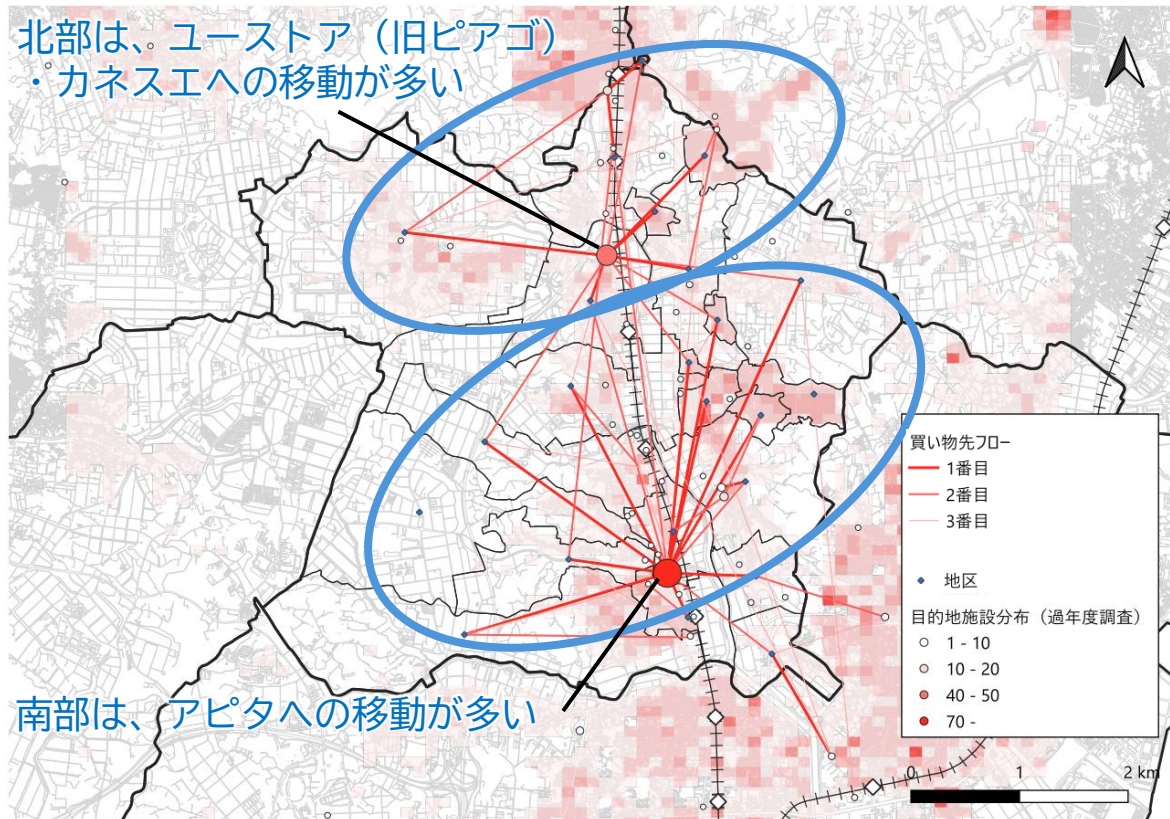 北部は、ユーストア（旧ピアゴ）
・カネスエへの移動が多い
買い物先フロー
1番目
2番目
3番目
地区
目的地施設分布（過年度調査）
1 - 10
10 - 20
40 - 50
70 -
南部は、アピタへの移動が多い
0 1 2 km